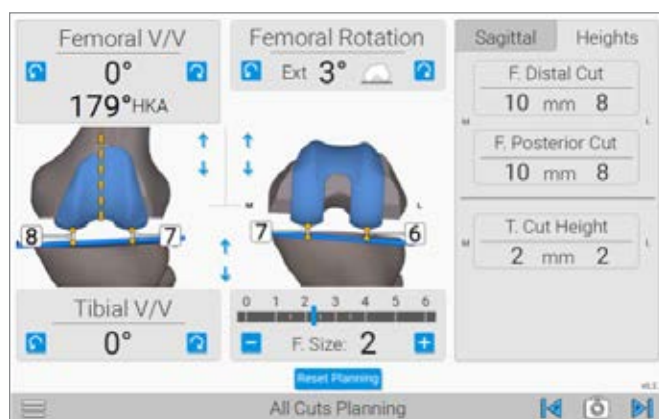 Femoral V/V
0°
179°HKA
Femoral Rotation
Ext 3°
Sagittal Heights
F. Distal Cut
10 mm 8
M L
F. Posterior Cut
10 mm 8
T. Cut Height
M L
2 mm 2
M L
8 7
7 6
Tibial V/V
0°
0 1 2 3 4 5 6
F. Size: 2
Reset Planning
All Cuts Planning